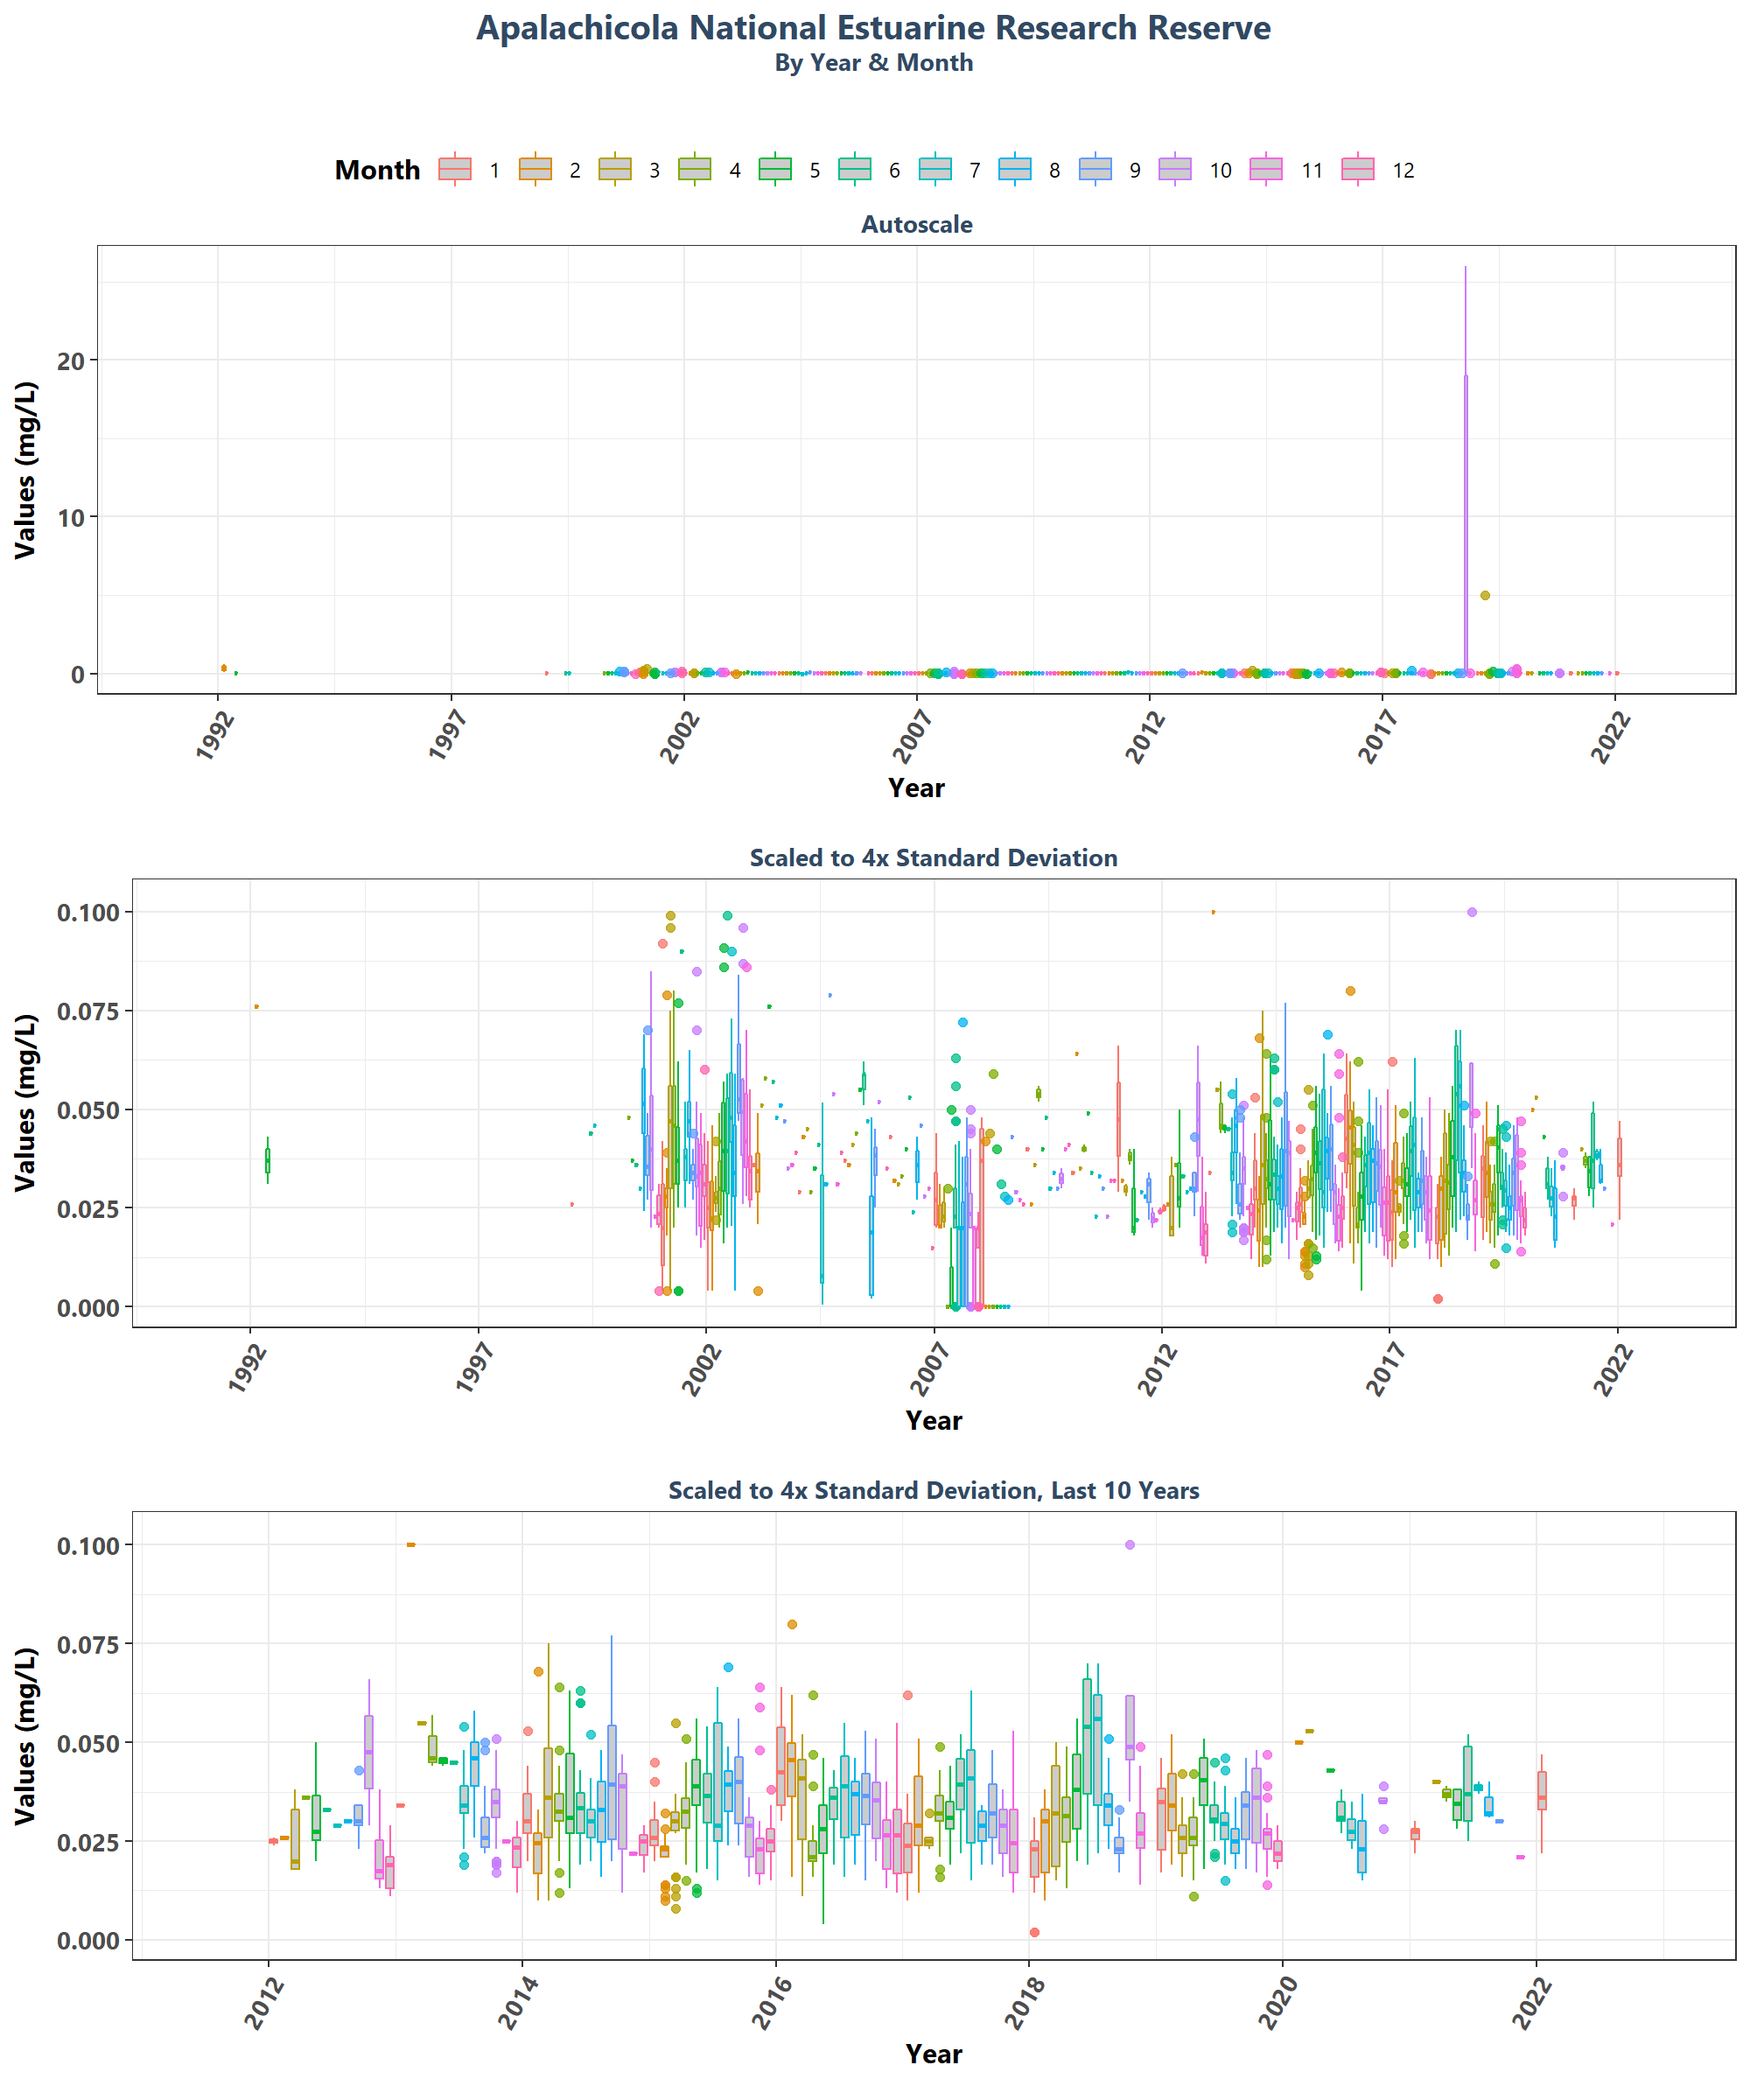 Apalachicola National Estuarine Research Reserve
By Year & Month
Month 1 2 3 4 5 6 7 8 9 10 11 12
Autoscale
Values (mg/L)
20
10
0
1992 1997 2002 2007 2012 2017 2022
Year
Scaled to 4x Standard Deviation
Values (mg/L)
0.100
0.075
0.050
0.025
0.000
1992 1997 2002 2007 2012 2017 2022
Year
Scaled to 4x Standard Deviation, Last 10 Years
Values (mg/L)
0.100
0.075
0.050
0.025
0.000
2012 2014 2016 2018 2020 2022
Year